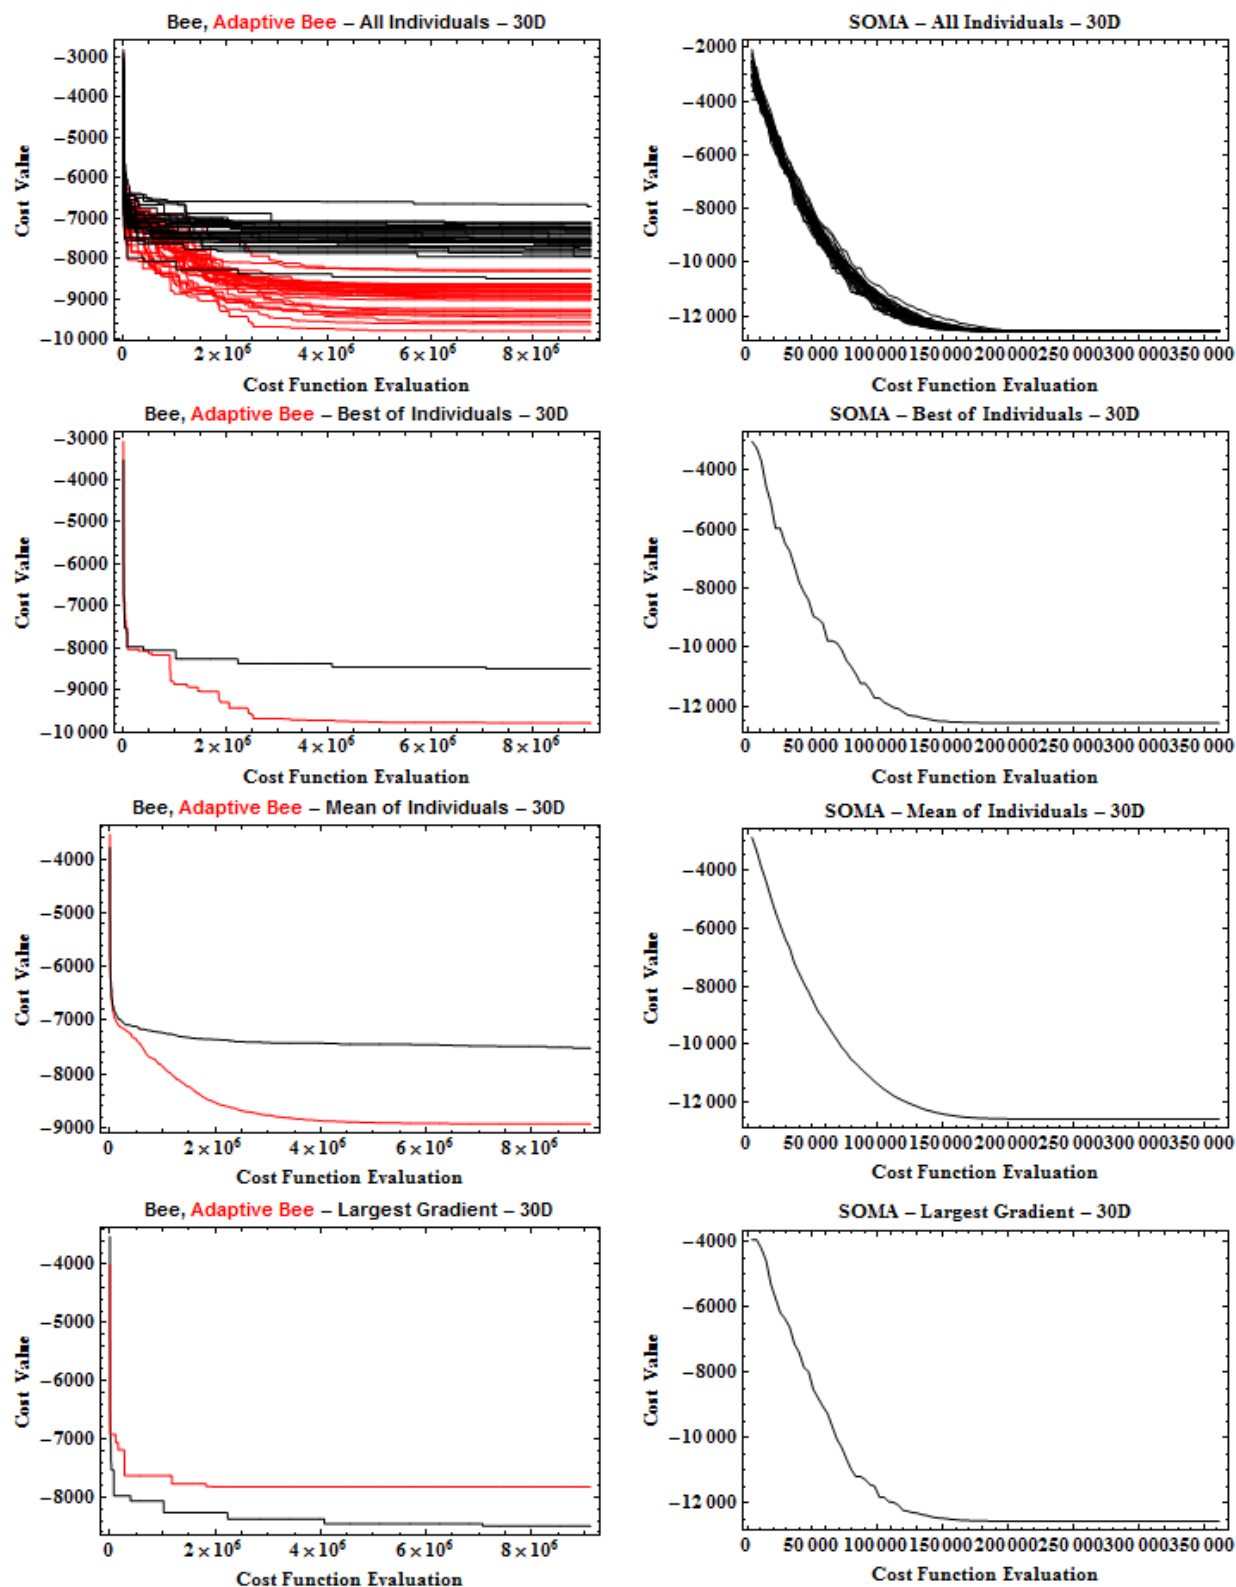 Bee, Adaptive Bee – All Individuals – 30D
−3000
−4000
−5000
−6000
−7000
−8000
−9000
−10 000
Cost Value
0 2×10⁶ 4×10⁶ 6×10⁶ 8×10⁶
Cost Function Evaluation
SOMA – All Individuals – 30D
−2000
−4000
−6000
−8000
−10 000
−12 000
Cost Value
0 50 000 100 000 150 000 200 000 250 000 300 000 350 000
Cost Function Evaluation
Bee, Adaptive Bee – Best of Individuals – 30D
−3000
−4000
−5000
−6000
−7000
−8000
−9000
−10 000
Cost Value
0 2×10⁶ 4×10⁶ 6×10⁶ 8×10⁶
Cost Function Evaluation
SOMA – Best of Individuals – 30D
−4000
−6000
−8000
−10 000
−12 000
Cost Value
0 50 000 100 000 150 000 200 000 250 000 300 000 350 000
Cost Function Evaluation
Bee, Adaptive Bee – Mean of Individuals – 30D
−4000
−5000
−6000
−7000
−8000
−9000
Cost Value
0 2×10⁶ 4×10⁶ 6×10⁶ 8×10⁶
Cost Function Evaluation
SOMA – Mean of Individuals – 30D
−4000
−6000
−8000
−10 000
−12 000
Cost Value
0 50 000 100 000 150 000 200 000 250 000 300 000 350 000
Cost Function Evaluation
Bee, Adaptive Bee – Largest Gradient – 30D
−4000
−5000
−6000
−7000
−8000
Cost Value
0 2×10⁶ 4×10⁶ 6×10⁶ 8×10⁶
Cost Function Evaluation
SOMA – Largest Gradient – 30D
−4000
−6000
−8000
−10 000
−12 000
Cost Value
0 50 000 100 000 150 000 200 000 250 000 300 000 350 000
Cost Function Evaluation